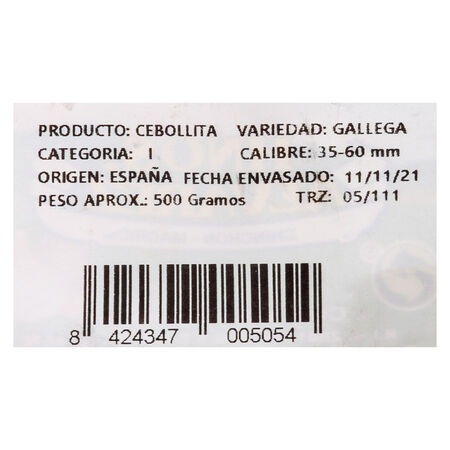 PRODUCTO: CEBOLLITA VARIEDAD: GALLEGA
CATEGORIA: I CALIBRE: 35-60 mm
ORIGEN: ESPAÑA FECHA ENVASADO: 11/11/21
PESO APROX.: 500 Gramos TRZ: 05/111
8 424347 005054